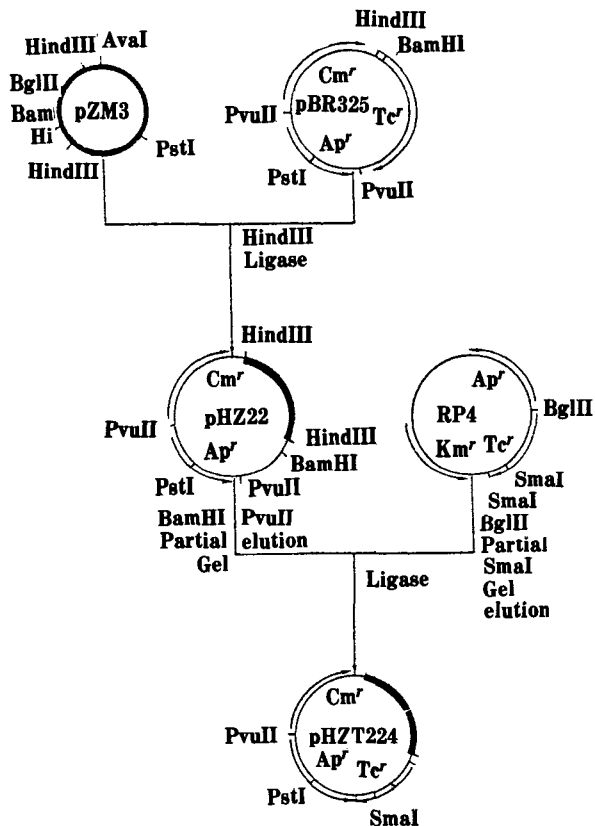 HindIII AvaI
BglII
Bam
Hi
pZM3
HindIII
PstI
HindIII
BamHI
Cmʳ
PvuII
pBR325
Tcʳ
Apʳ
PstI
PvuII
HindIII
Ligase
HindIII
Cmʳ
pHZ22
PvuII
Apʳ
HindIII
BamHI
PstI
PvuII
Apʳ
RP4
BglII
Kmʳ Tcʳ
SmaI
SmaI
BamHI PvuII
Partial elution
Gel
BglII
Partial
SmaI
Gel
elution
Ligase
Cmʳ
PvuII
pHZT224
Apʳ Tcʳ
PstI
SmaI